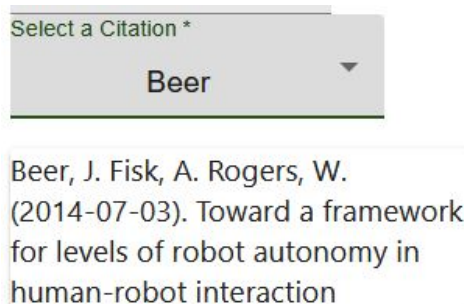 Select a Citation *
Beer
Beer, J. Fisk, A. Rogers, W.
(2014-07-03). Toward a framework
for levels of robot autonomy in
human-robot interaction